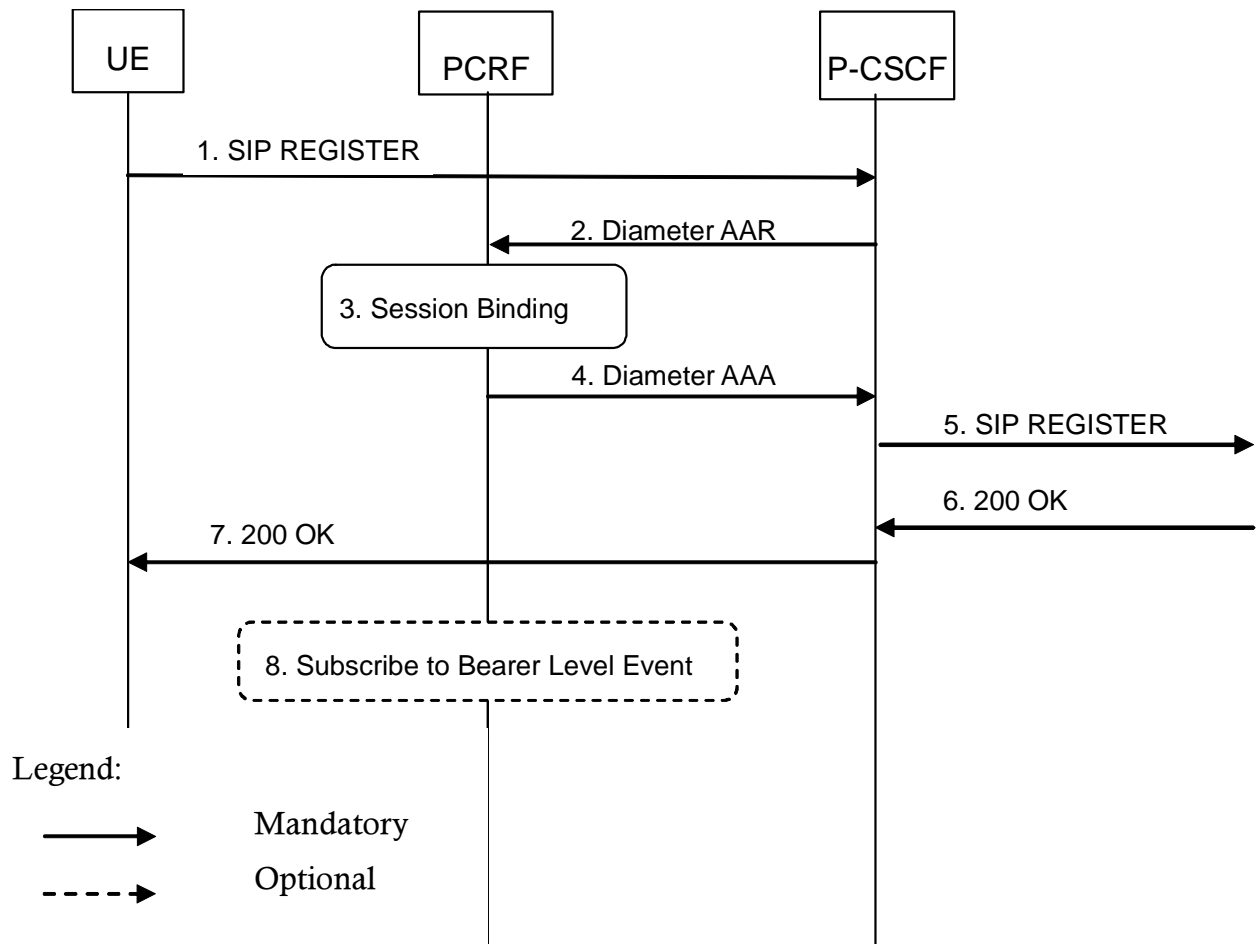 UE
PCRF
P-CSCF
1. SIP REGISTER
2. Diameter AAR
3. Session Binding
4. Diameter AAA
5. SIP REGISTER
6. 200 OK
7. 200 OK
8. Subscribe to Bearer Level Event
Legend:
Mandatory
Optional